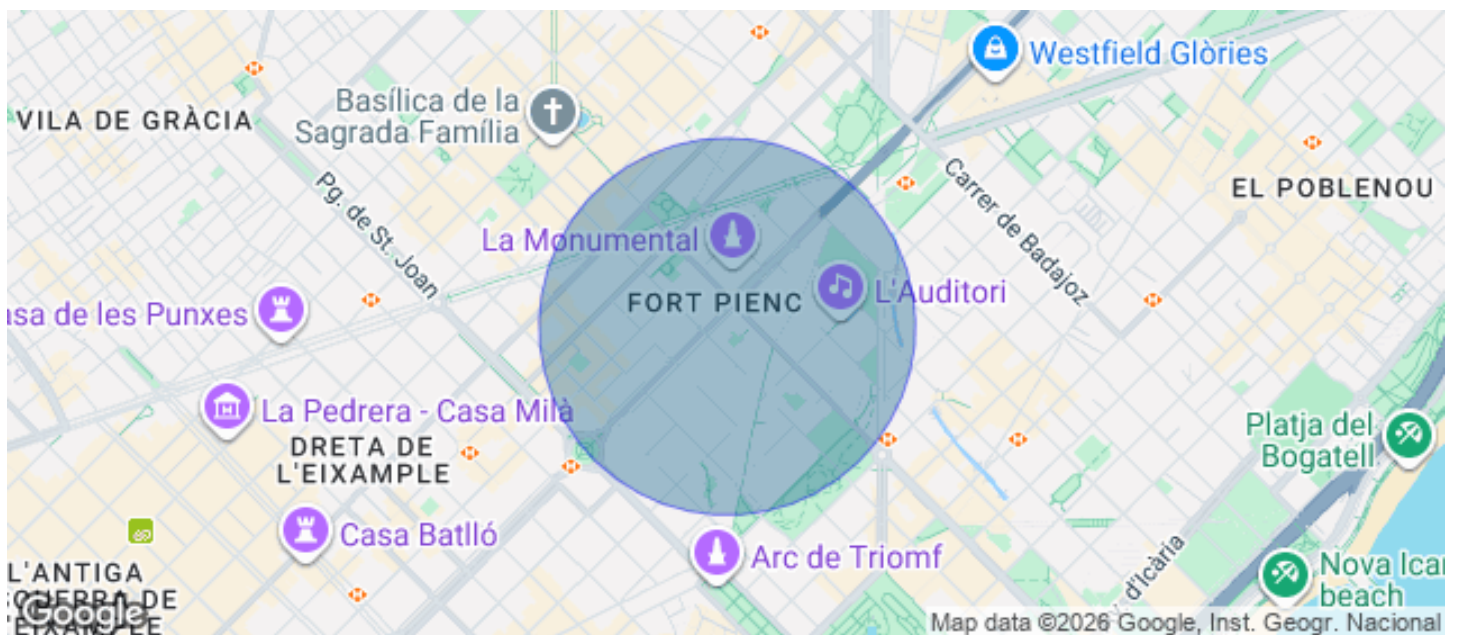 Westfield Glòries
Basílica de la
Sagrada Família
VILA DE GRÀCIA
Pg. de St. Joan
Carrer de Badajoz
EL POBLENOU
La Monumental
L'Auditori
FORT PIENC
asa de les Punxes
La Pedrera - Casa Milà
DRETA DE
L'EIXAMPLE
Platja del
Bogatell
Casa Batlló
Arc de Triomf
d'Icària
Nova Icar
beach
L'ANTIGA
DE
Google
Map data ©2026 Google, Inst. Geogr. Nacional